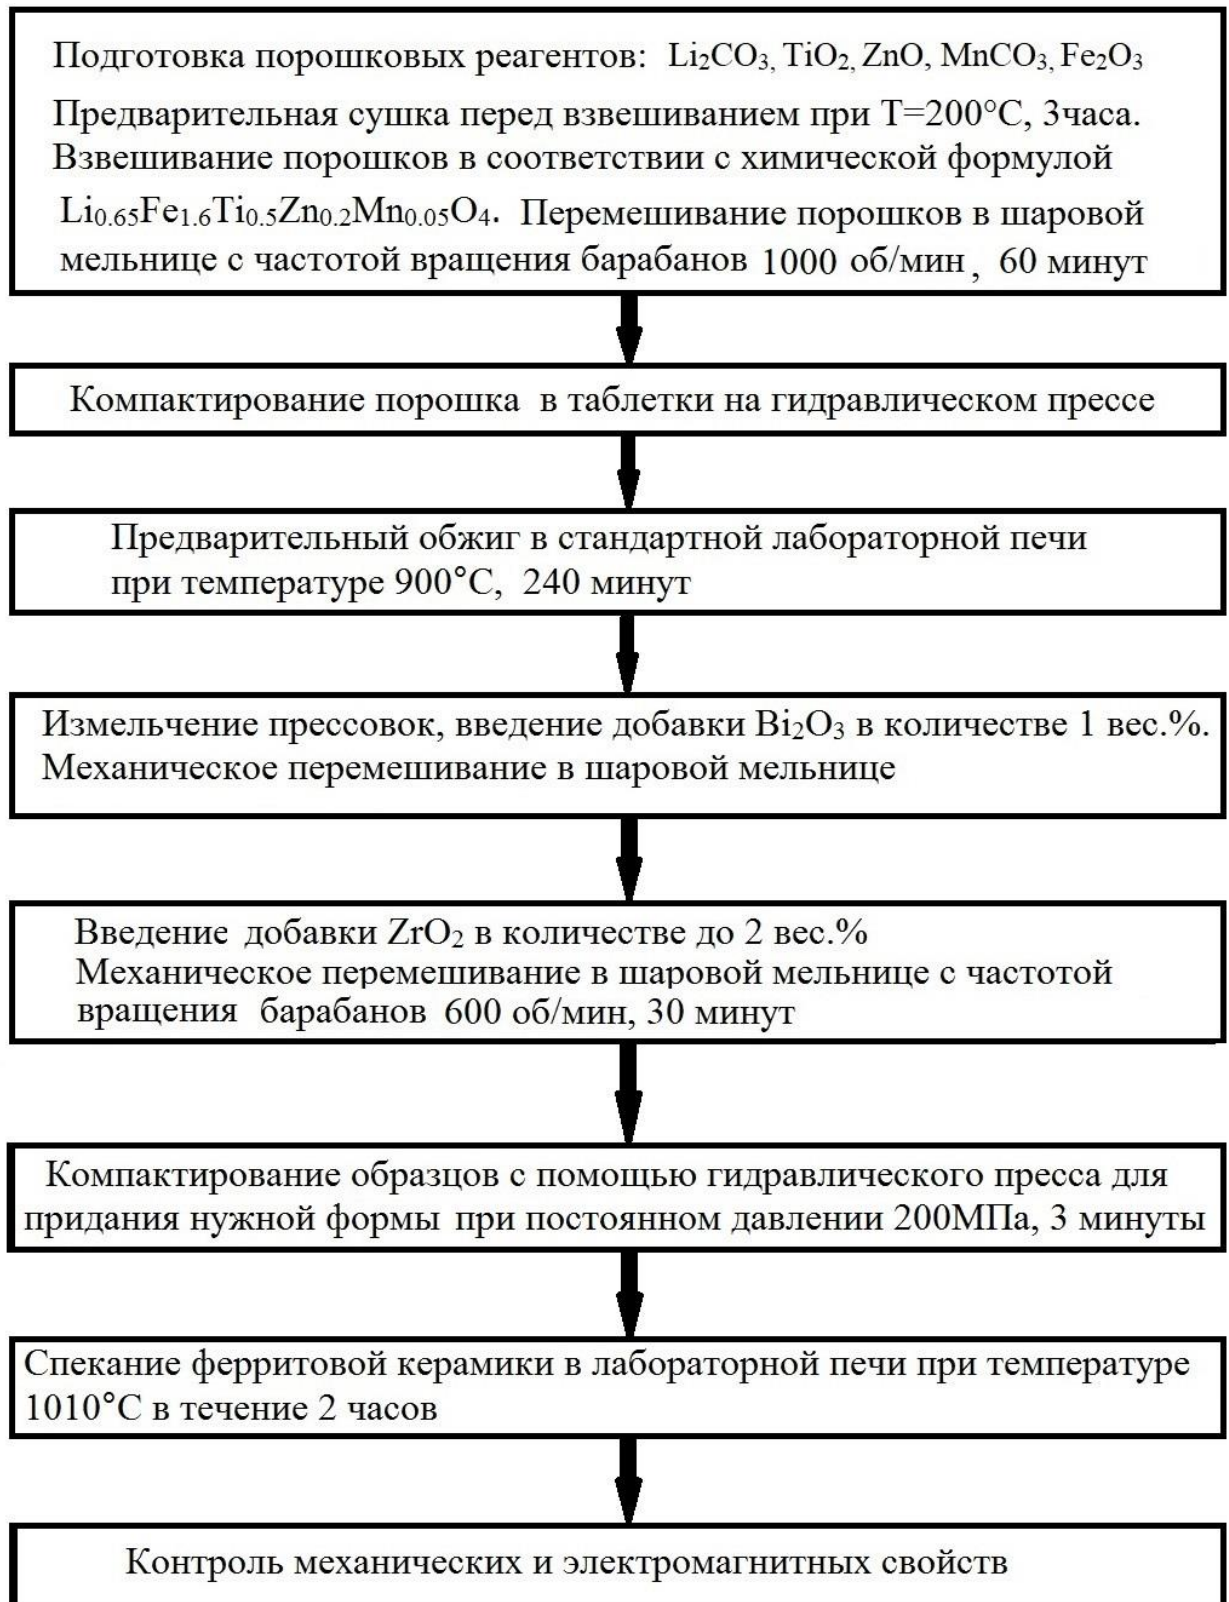 Подготовка порошковых реагентов: Li₂CO₃, TiO₂, ZnO, MnCO₃, Fe₂O₃
Предварительная сушка перед взвешиванием при T=200°C, 3часа.
Взвешивание порошков в соответствии с химической формулой
Li₀.₆₅Fe₁.₆Ti₀.₅Zn₀.₂Mn₀.₀₅O₄. Перемешивание порошков в шаровой
мельнице с частотой вращения барабанов 1000 об/мин , 60 минут
Компактирование порошка в таблетки на гидравлическом прессе
Предварительный обжиг в стандартной лабораторной печи
при температуре 900°C, 240 минут
Измельчение прессовок, введение добавки Bi₂O₃ в количестве 1 вес.%.
Механическое перемешивание в шаровой мельнице
Введение добавки ZrO₂ в количестве до 2 вес.%
Механическое перемешивание в шаровой мельнице с частотой
вращения барабанов 600 об/мин, 30 минут
Компактирование образцов с помощью гидравлического пресса для
придания нужной формы при постоянном давлении 200МПа, 3 минуты
Спекание ферритовой керамики в лабораторной печи при температуре
1010°C в течение 2 часов
Контроль механических и электромагнитных свойств